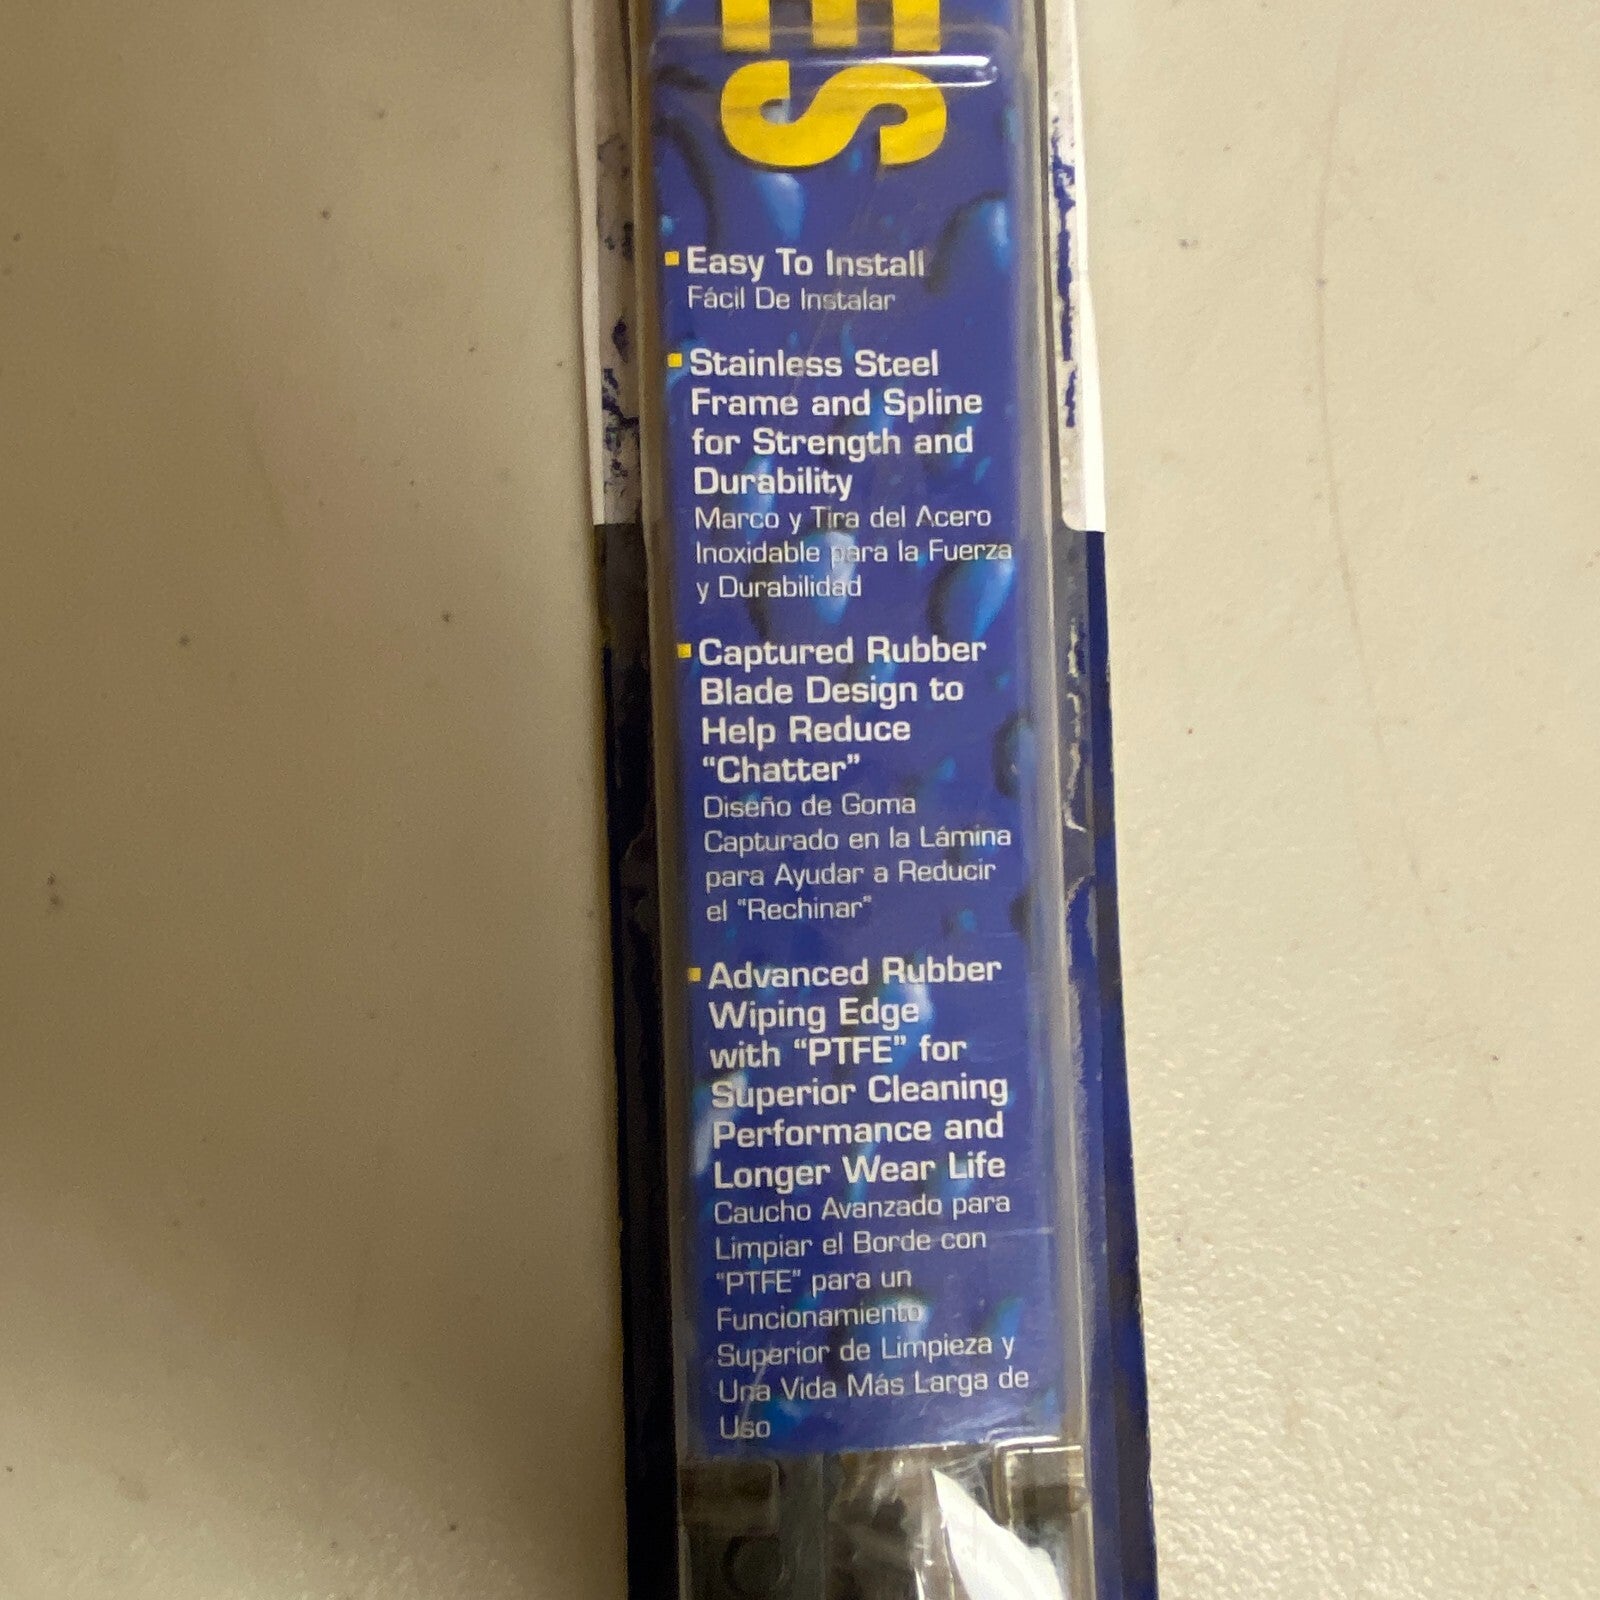 ES
Easy To Install
Fácil De Instalar
Stainless Steel
Frame and Spline
for Strength and
Durability
Marco y Tira del Acero
Inoxidable para la Fuerza
y Durabilidad
Captured Rubber
Blade Design to
Help Reduce
“Chatter”
Diseño de Goma
Capturado en la Lámina
para Ayudar a Reducir
el "Rechinar"
Advanced Rubber
Wiping Edge
with “PTFE” for
Superior Cleaning
Performance and
Longer Wear Life
Caucho Avanzado para
Limpiar el Borde con
"PTFE" para un
Funcionamiento
Superior de Limpieza y
Una Vida Más Larga de
Uso